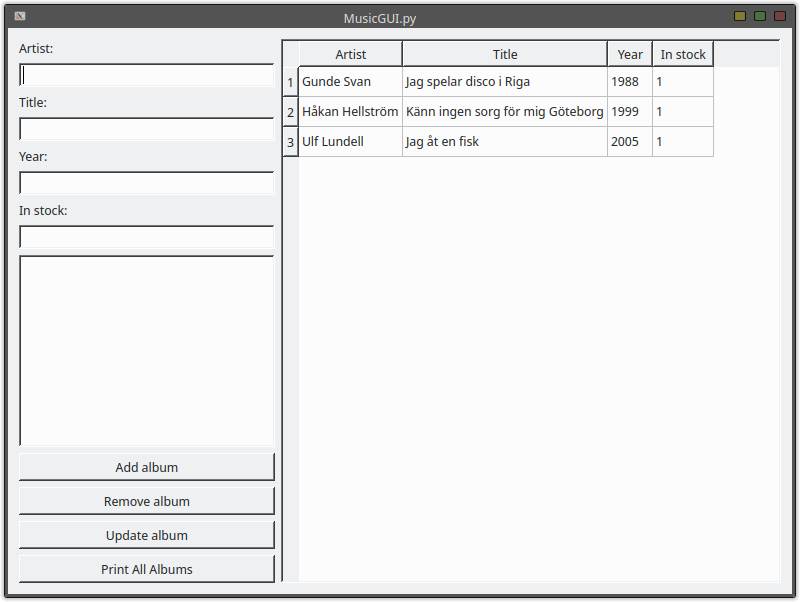 MusicGUI.py
Artist:
Title:
Year:
In stock:
Add album
Remove album
Update album
Print All Albums
Artist Title Year In stock
1 Gunde Svan Jag spelar disco i Riga 1988 1
2 Håkan Hellström Känn ingen sorg för mig Göteborg 1999 1
3 Ulf Lundell Jag åt en fisk 2005 1